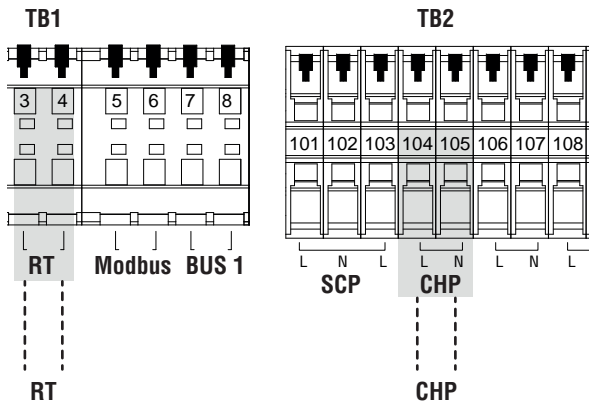 TB1 TB2
3 4 5 6 7 8 101 102 103 104 105 106 107 108
RT Modbus BUS 1 L N L L N L N L
SCP CHP
RT CHP